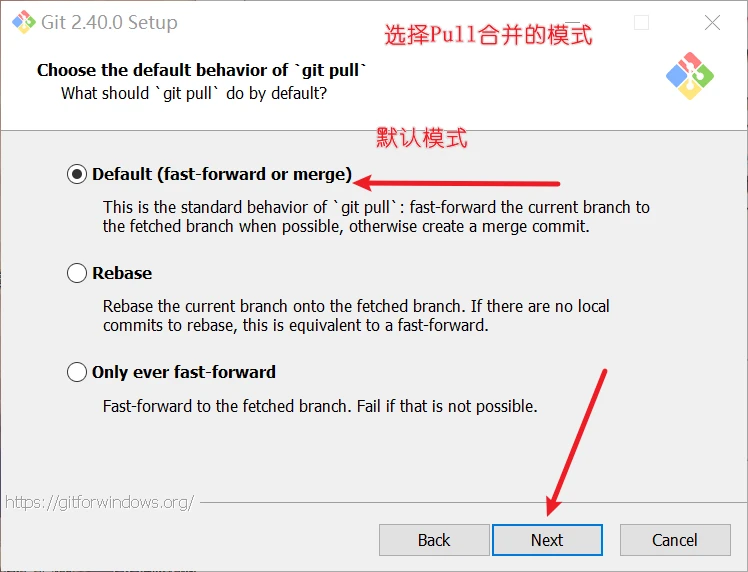 Git 2.40.0 Setup
选择Pull合并的模式
Choose the default behavior of `git pull`
What should `git pull` do by default?
默认模式
Default (fast-forward or merge)
This is the standard behavior of `git pull`: fast-forward the current branch to
the fetched branch when possible, otherwise create a merge commit.
Rebase
Rebase the current branch onto the fetched branch. If there are no local
commits to rebase, this is equivalent to a fast-forward.
Only ever fast-forward
Fast-forward to the fetched branch. Fail if that is not possible.
https://gitforwindows.org/
Back
Next
Cancel